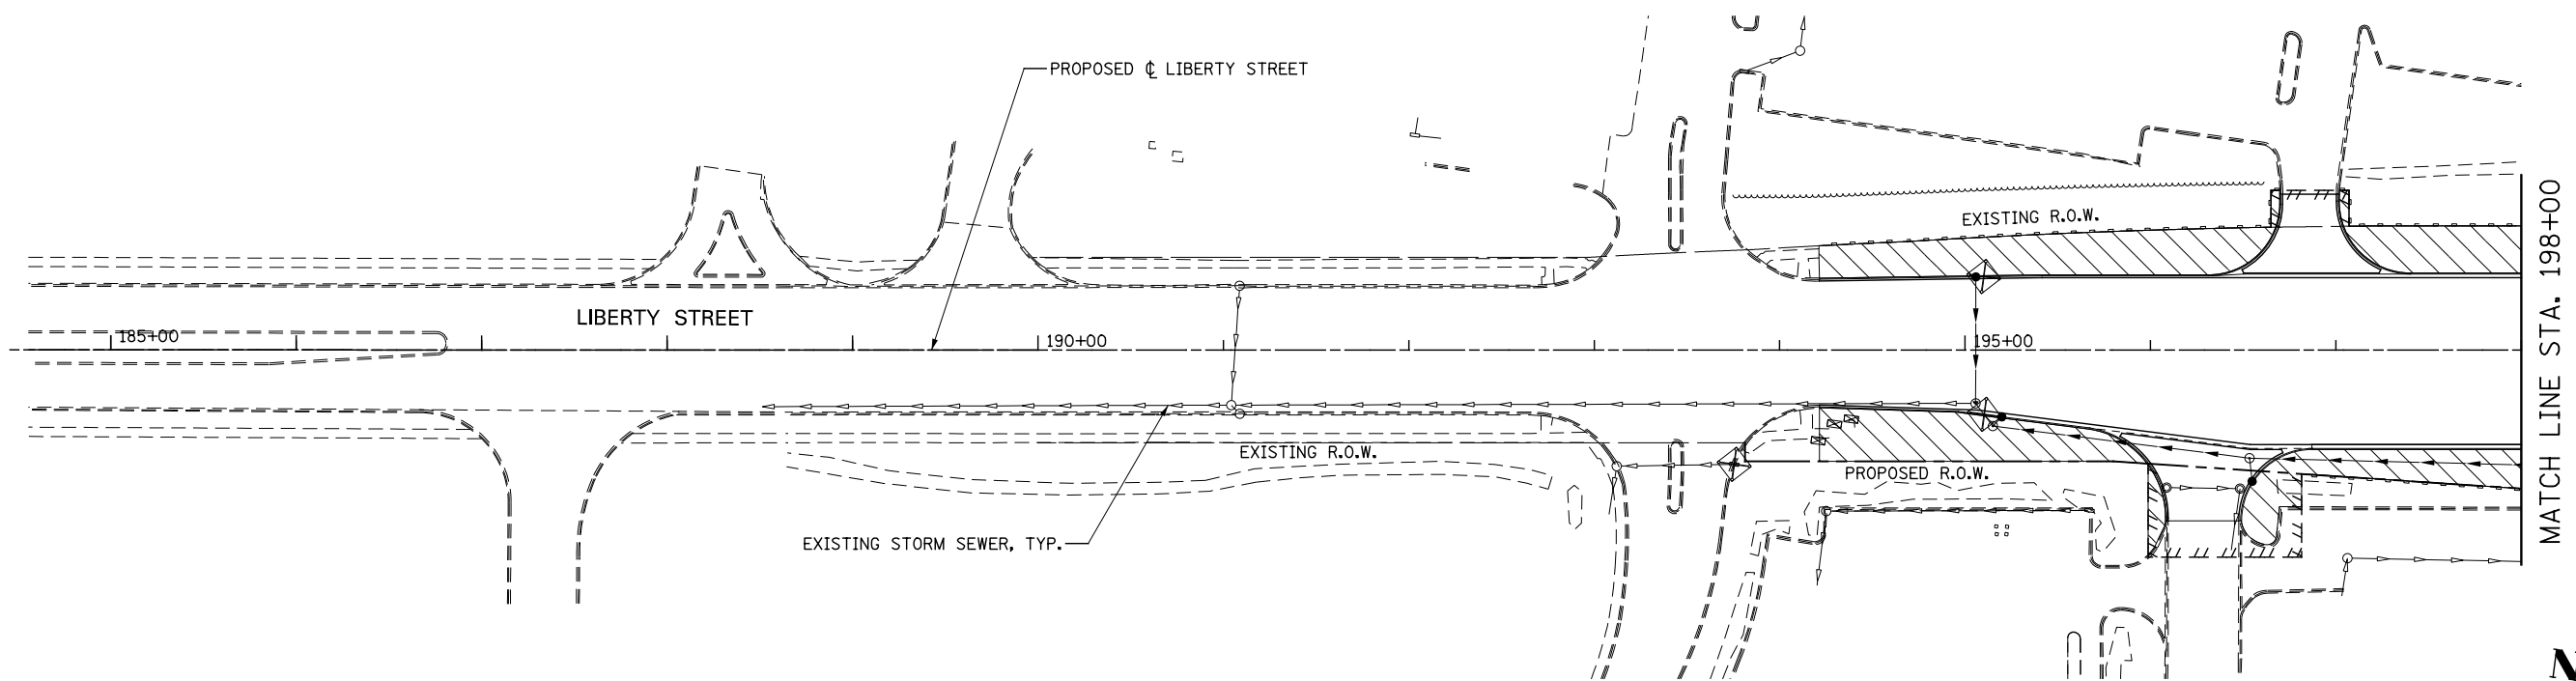 PROPOSED ℄ LIBERTY STREET
EXISTING R.O.W.
LIBERTY STREET
185+00
190+00
195+00
EXISTING R.O.W.
PROPOSED R.O.W.
EXISTING STORM SEWER, TYP.
MATCH LINE STA. 198+00